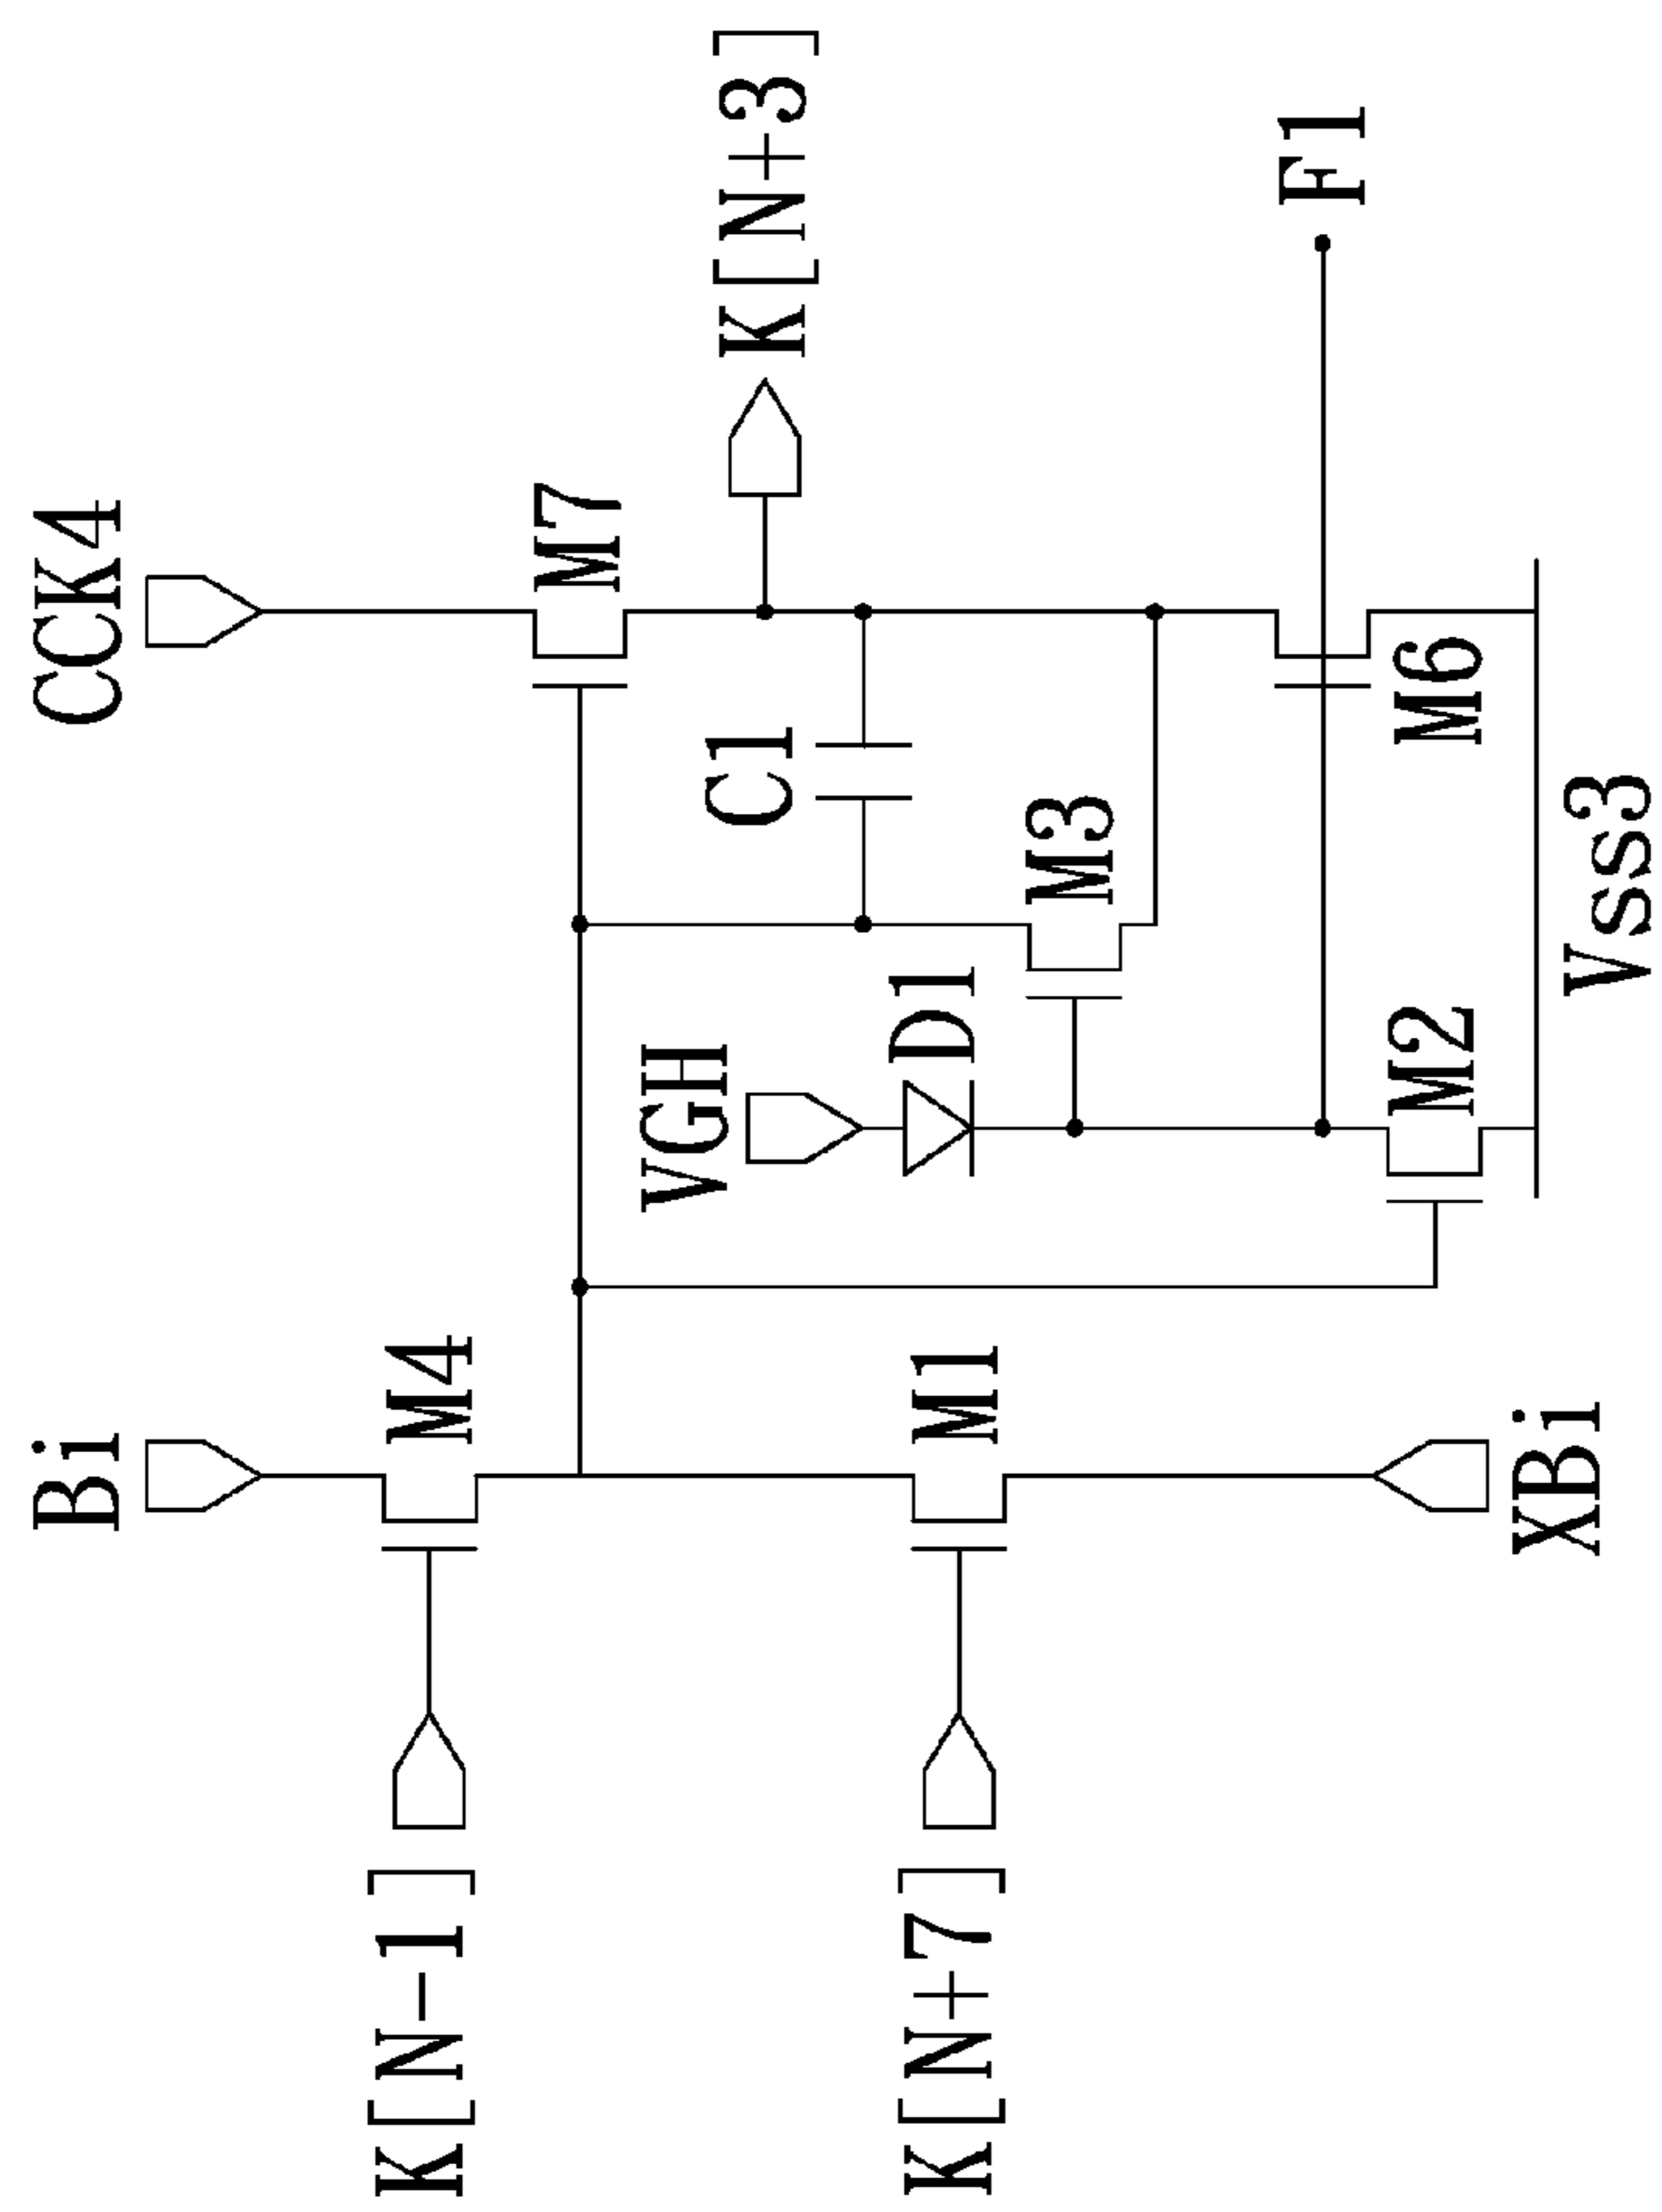 CCK4
Bi
M7
K[N+3]
M4
K[N-1]
C1
VGH
D1
M3
F1
M1
K[N+7]
M2
M6
XBi
Vss3